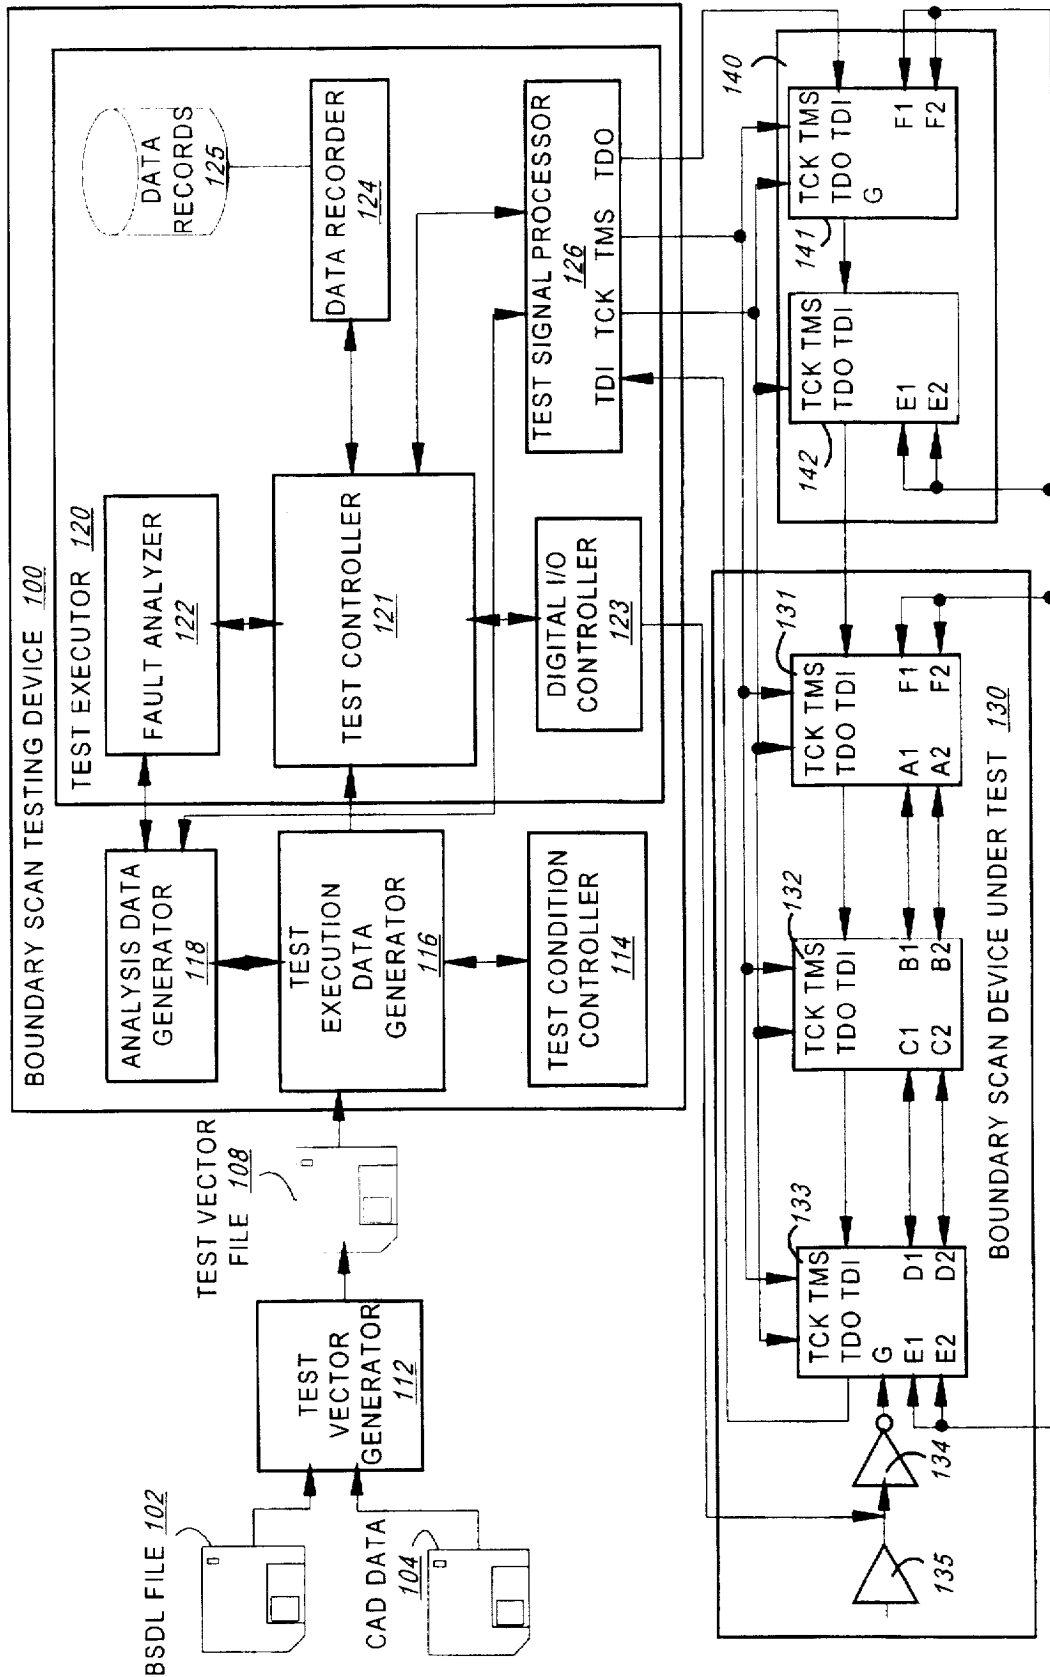 BSDL FILE 102
CAD DATA
104
TEST
VECTOR
GENERATOR
112
TEST VECTOR
FILE 108
BOUNDARY SCAN TESTING DEVICE 100
ANALYSIS DATA
GENERATOR
118
TEST
EXECUTION
DATA
GENERATOR
116
TEST CONDITION
CONTROLLER
114
TEST EXECUTOR 120
FAULT ANALYZER
122
TEST CONTROLLER
121
DIGITAL I/O
CONTROLLER
123
DATA
RECORDS
125
DATA RECORDER
124
TEST SIGNAL PROCESSOR
126
TDI TCK TMS TDO
135
134
133
TCK TMS
TDO TDI
G
E1 D1
E2 D2
132
TCK TMS
TDO TDI
C1 B1
C2 B2
131
TCK TMS
TDO TDI
A1 F1
A2 F2
BOUNDARY SCAN DEVICE UNDER TEST 130
140
142
TCK TMS
TDO TDI
E1
E2
141
TCK TMS
TDO TDI
G
F1
F2